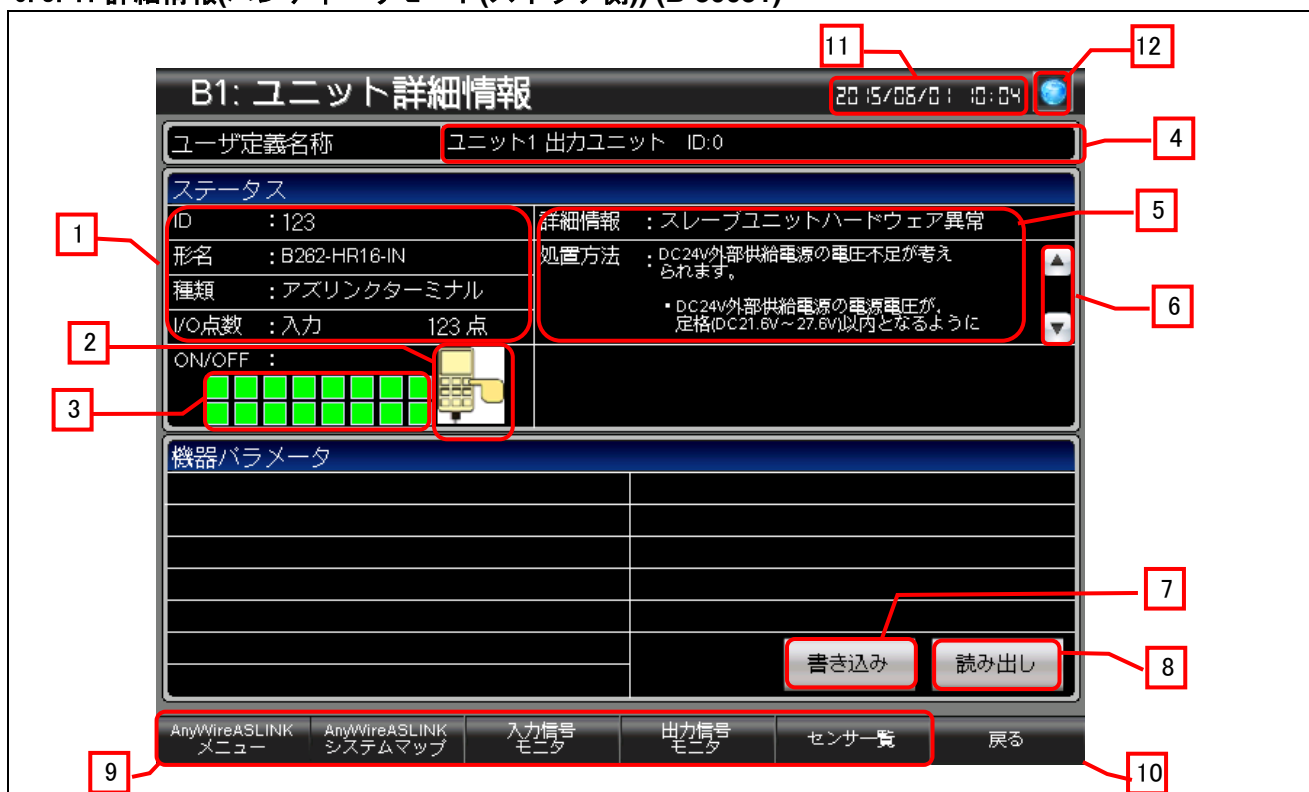 11
12
B1: ユニット詳細情報
2015/06/01 10:04
ユーザ定義名称
ユニット1 出力ユニット ID:0
4
ステータス
1
ID :123
形名 :B262-HR16-IN
種類 :アズリンクターミナル
I/O点数 :入力 123 点
詳細情報 :スレーブユニットハードウェア異常
処置方法 :DC24V外部供給電源の電圧不足が考え
られます。
・DC24V外部供給電源の電源電圧が、
定格(DC21.6V～27.6V)以内となるように
5
▲
▼
6
2
ON/OFF :
3
機器パラメータ
7
書き込み
読み出し
8
AnyWireASLINK
メニュー
AnyWireASLINK
システムマップ
入力信号
モニタ
出力信号
モニタ
センサ一覧
戻る
9
10